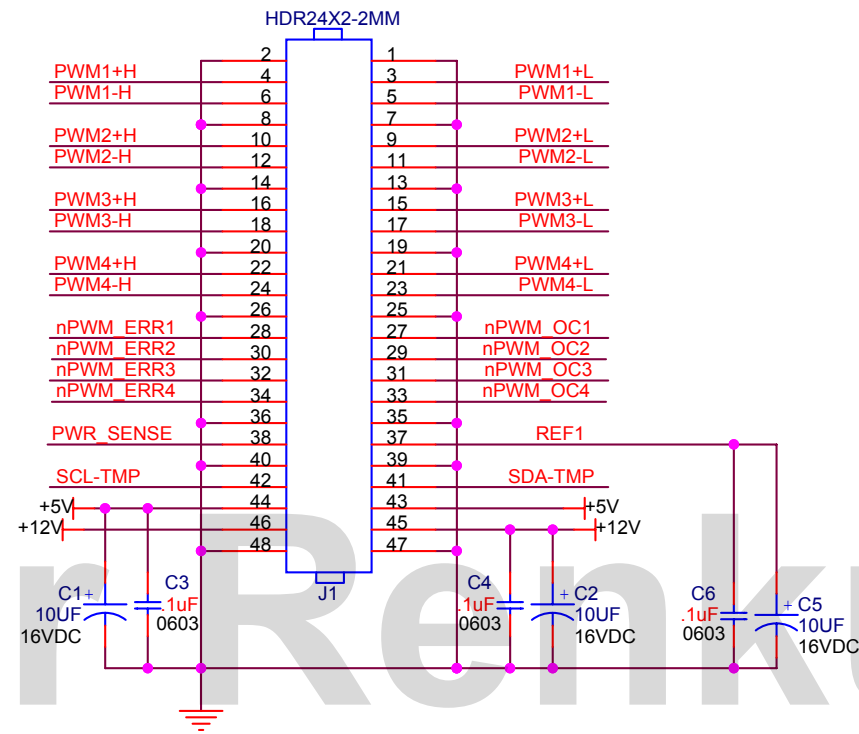 HDR24X2-2MM
2 1
PWM1+H 4 3 PWM1+L
PWM1-H 6 5 PWM1-L
8 7
PWM2+H 10 9 PWM2+L
PWM2-H 12 11 PWM2-L
14 13
PWM3+H 16 15 PWM3+L
PWM3-H 18 17 PWM3-L
20 19
PWM4+H 22 21 PWM4+L
PWM4-H 24 23 PWM4-L
26 25
nPWM_ERR1 28 27 nPWM_OC1
nPWM_ERR2 30 29 nPWM_OC2
nPWM_ERR3 32 31 nPWM_OC3
nPWM_ERR4 34 33 nPWM_OC4
36 35
PWR_SENSE 38 37 REF1
40 39
SCL-TMP 42 41 SDA-TMP
+5V 44 43 +5V
+12V 46 45 +12V
48 47
J1
C1 + 10UF 16VDC
C3 .1uF 0603
C4 .1uF 0603
+ C2 10UF 16VDC
C6 .1uF 0603
+ C5 10UF 16VDC
r Renku